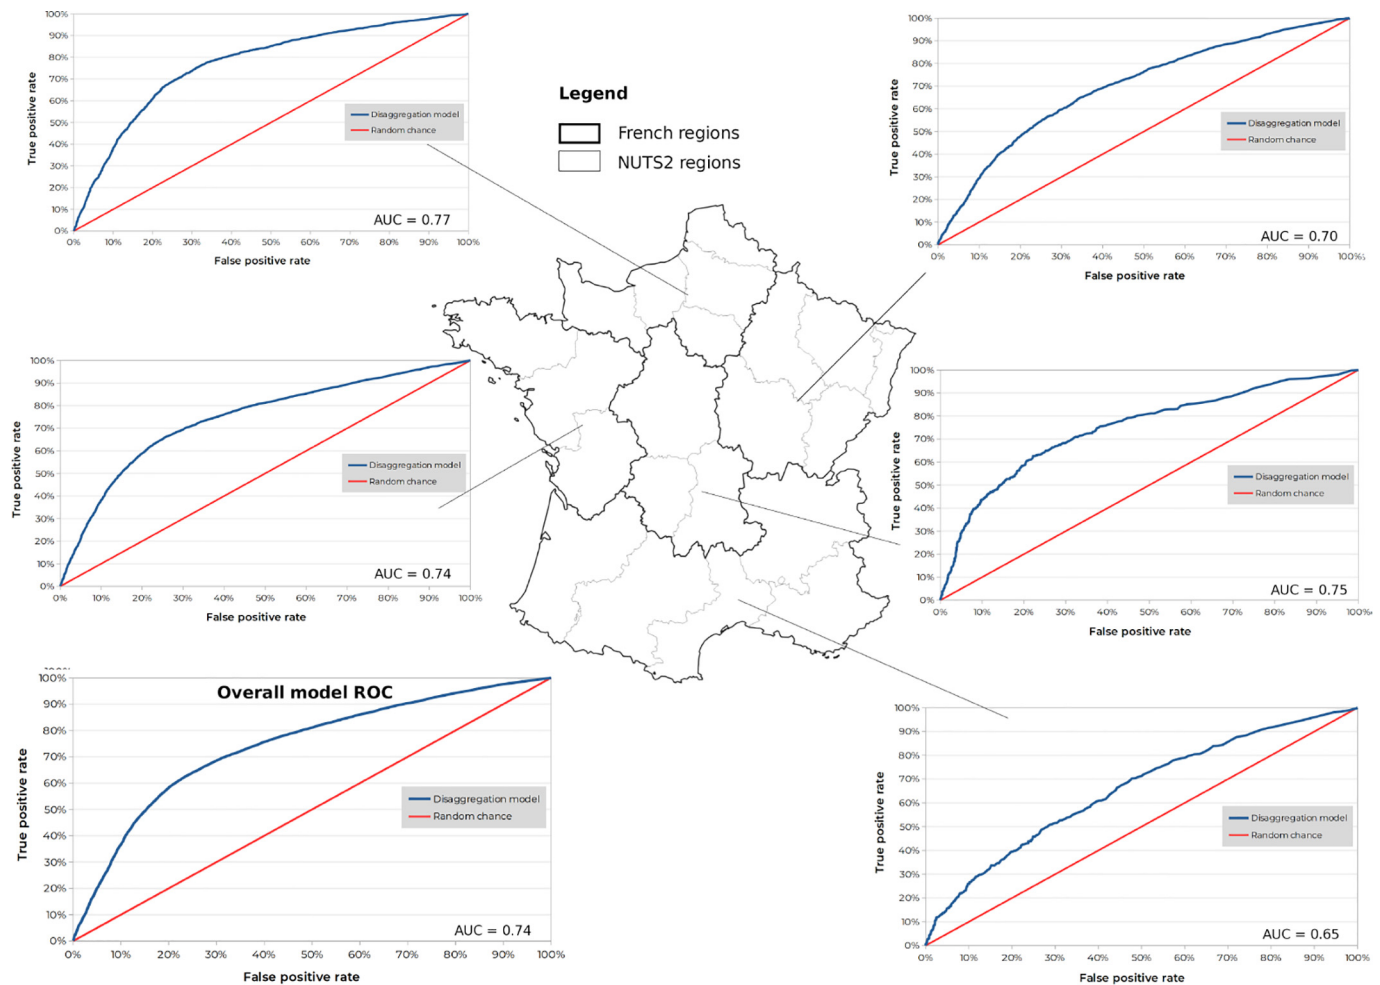 100%
90%
80%
70%
60%
50%
40%
30%
20%
10%
0%
True positive rate
Disaggregation model
Random chance
AUC = 0.77
0% 10% 20% 30% 40% 50% 60% 70% 80% 90% 100%
False positive rate
Legend
French regions
NUTS2 regions
100%
90%
80%
70%
60%
50%
40%
30%
20%
10%
0%
True positive rate
Disaggregation model
Random chance
AUC = 0.70
0% 10% 20% 30% 40% 50% 60% 70% 80% 90% 100%
False positive rate
100%
90%
80%
70%
60%
50%
40%
30%
20%
10%
0%
True positive rate
Disaggregation model
Random chance
AUC = 0.74
0% 10% 20% 30% 40% 50% 60% 70% 80% 90% 100%
False positive rate
100%
90%
80%
70%
60%
50%
40%
30%
20%
10%
0%
True positive rate
Disaggregation model
Random chance
AUC = 0.75
0% 10% 20% 30% 40% 50% 60% 70% 80% 90% 100%
False positive rate
Overall model ROC
100%
90%
80%
70%
60%
50%
40%
30%
20%
10%
0%
True positive rate
Disaggregation model
Random chance
AUC = 0.74
0% 10% 20% 30% 40% 50% 60% 70% 80% 90% 100%
False positive rate
100%
90%
80%
70%
60%
50%
40%
30%
20%
10%
0%
True positive rate
Disaggregation model
Random chance
AUC = 0.65
0% 10% 20% 30% 40% 50% 60% 70% 80% 90% 100%
False positive rate